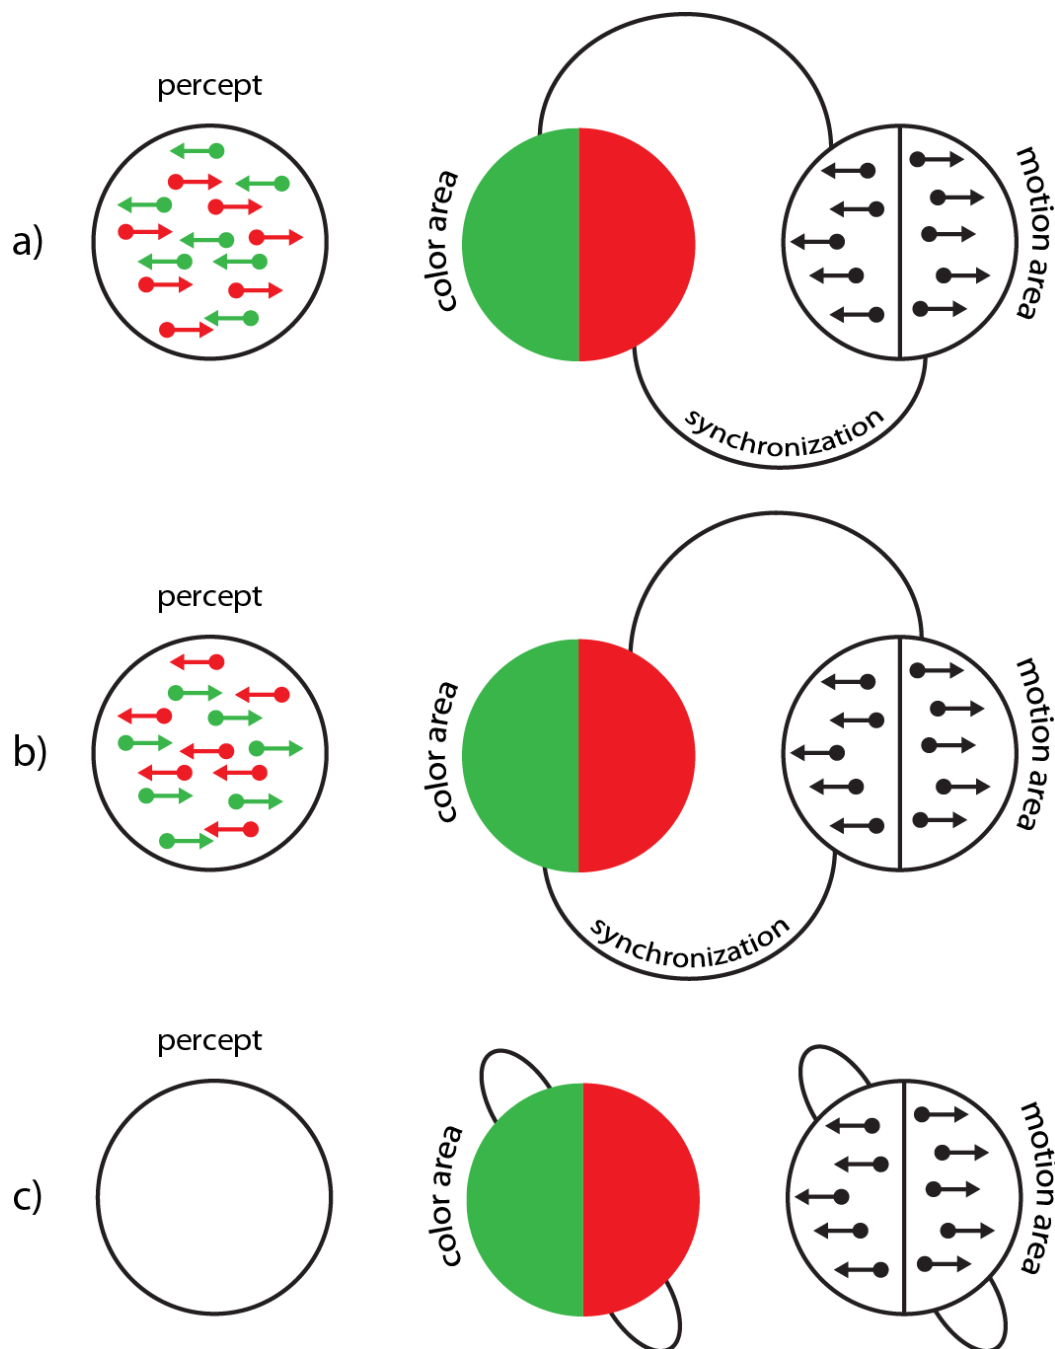 percept
a)
color area
motion area
synchronization
percept
b)
color area
motion area
synchronization
percept
c)
color area
motion area